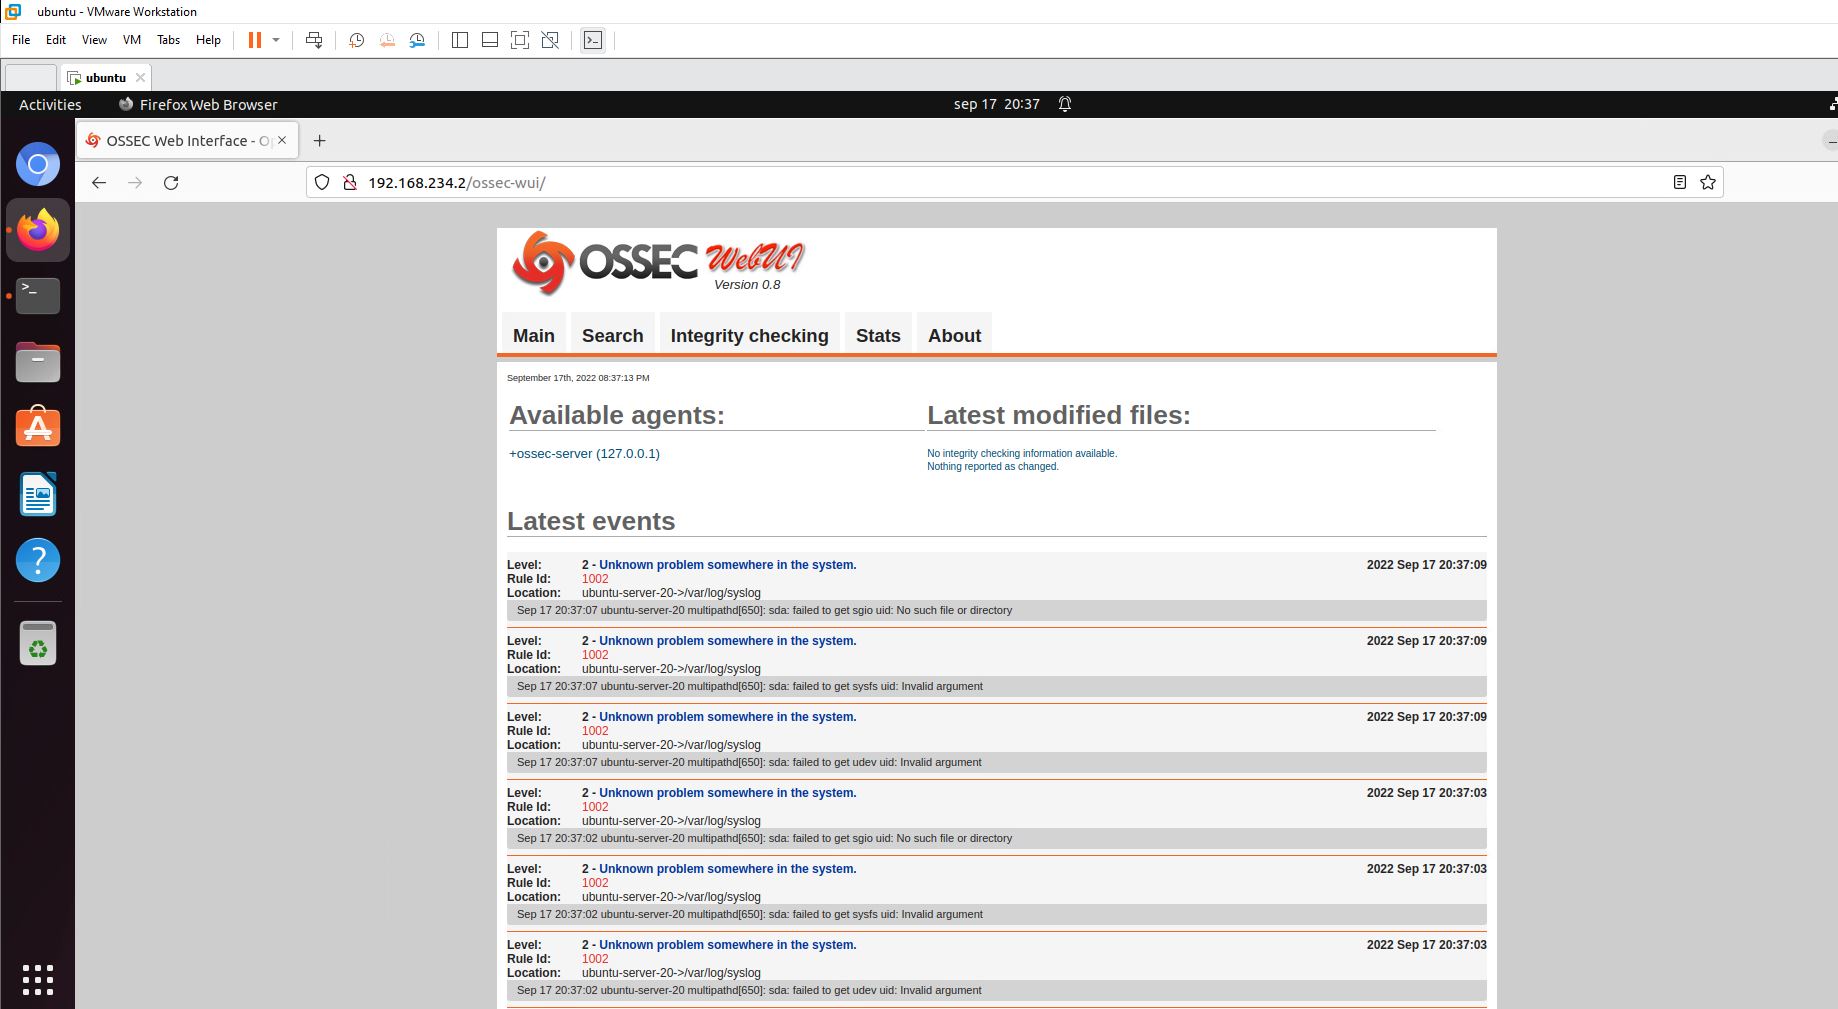 ubuntu - VMware Workstation
File Edit View VM Tabs Help
ubuntu
Activities Firefox Web Browser sep 17 20:37
OSSEC Web Interface - Op
192.168.234.2/ossec-wui/
OSSEC WebUI
Version 0.8
Main Search Integrity checking Stats About
September 17th, 2022 08:37:13 PM
Available agents: Latest modified files:
+ossec-server (127.0.0.1) No integrity checking information available.
Nothing reported as changed.
Latest events
Level: 2 - Unknown problem somewhere in the system. 2022 Sep 17 20:37:09
Rule Id: 1002
Location: ubuntu-server-20->/var/log/syslog
Sep 17 20:37:07 ubuntu-server-20 multipathd[650]: sda: failed to get sgio uid: No such file or directory
Level: 2 - Unknown problem somewhere in the system. 2022 Sep 17 20:37:09
Rule Id: 1002
Location: ubuntu-server-20->/var/log/syslog
Sep 17 20:37:07 ubuntu-server-20 multipathd[650]: sda: failed to get sysfs uid: Invalid argument
Level: 2 - Unknown problem somewhere in the system. 2022 Sep 17 20:37:09
Rule Id: 1002
Location: ubuntu-server-20->/var/log/syslog
Sep 17 20:37:07 ubuntu-server-20 multipathd[650]: sda: failed to get udev uid: Invalid argument
Level: 2 - Unknown problem somewhere in the system. 2022 Sep 17 20:37:03
Rule Id: 1002
Location: ubuntu-server-20->/var/log/syslog
Sep 17 20:37:02 ubuntu-server-20 multipathd[650]: sda: failed to get sgio uid: No such file or directory
Level: 2 - Unknown problem somewhere in the system. 2022 Sep 17 20:37:03
Rule Id: 1002
Location: ubuntu-server-20->/var/log/syslog
Sep 17 20:37:02 ubuntu-server-20 multipathd[650]: sda: failed to get sysfs uid: Invalid argument
Level: 2 - Unknown problem somewhere in the system. 2022 Sep 17 20:37:03
Rule Id: 1002
Location: ubuntu-server-20->/var/log/syslog
Sep 17 20:37:02 ubuntu-server-20 multipathd[650]: sda: failed to get udev uid: Invalid argument